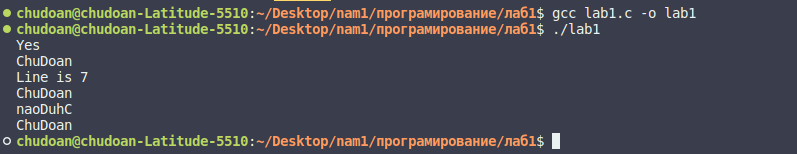 chudoan@chudoan-Latitude-5510:~/Desktop/nam1/програмирование/лаб1$ gcc lab1.c -o lab1
chudoan@chudoan-Latitude-5510:~/Desktop/nam1/програмирование/лаб1$ ./lab1
Yes
ChuDoan
Line is 7
ChuDoan
naoDuhC
ChuDoan
chudoan@chudoan-Latitude-5510:~/Desktop/nam1/програмирование/лаб1$